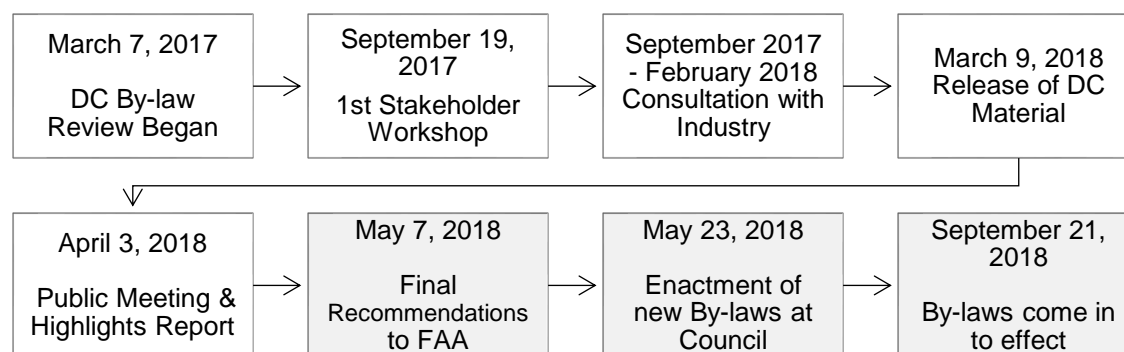 March 7, 2017
DC By-law
Review Began
September 19,
2017
1st Stakeholder
Workshop
September 2017
- February 2018
Consultation with
Industry
March 9, 2018
Release of DC
Material
April 3, 2018
Public Meeting &
Highlights Report
May 7, 2018
Final
Recommendations
to FAA
May 23, 2018
Enactment of
new By-laws at
Council
September 21,
2018
By-laws come in
to effect